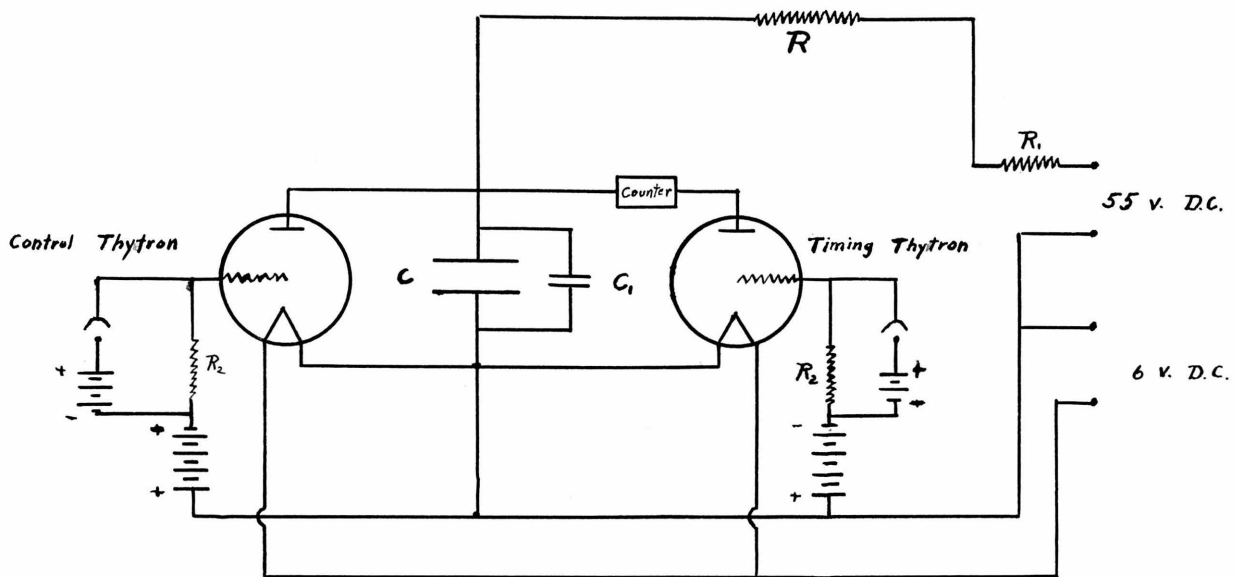 R
R₁
Counter
55 v. D.C.
Control Thytron
Timing Thytron
C
C₁
R₂
R₂
6 v. D.C.
+
-
+
+
+
+
-
+